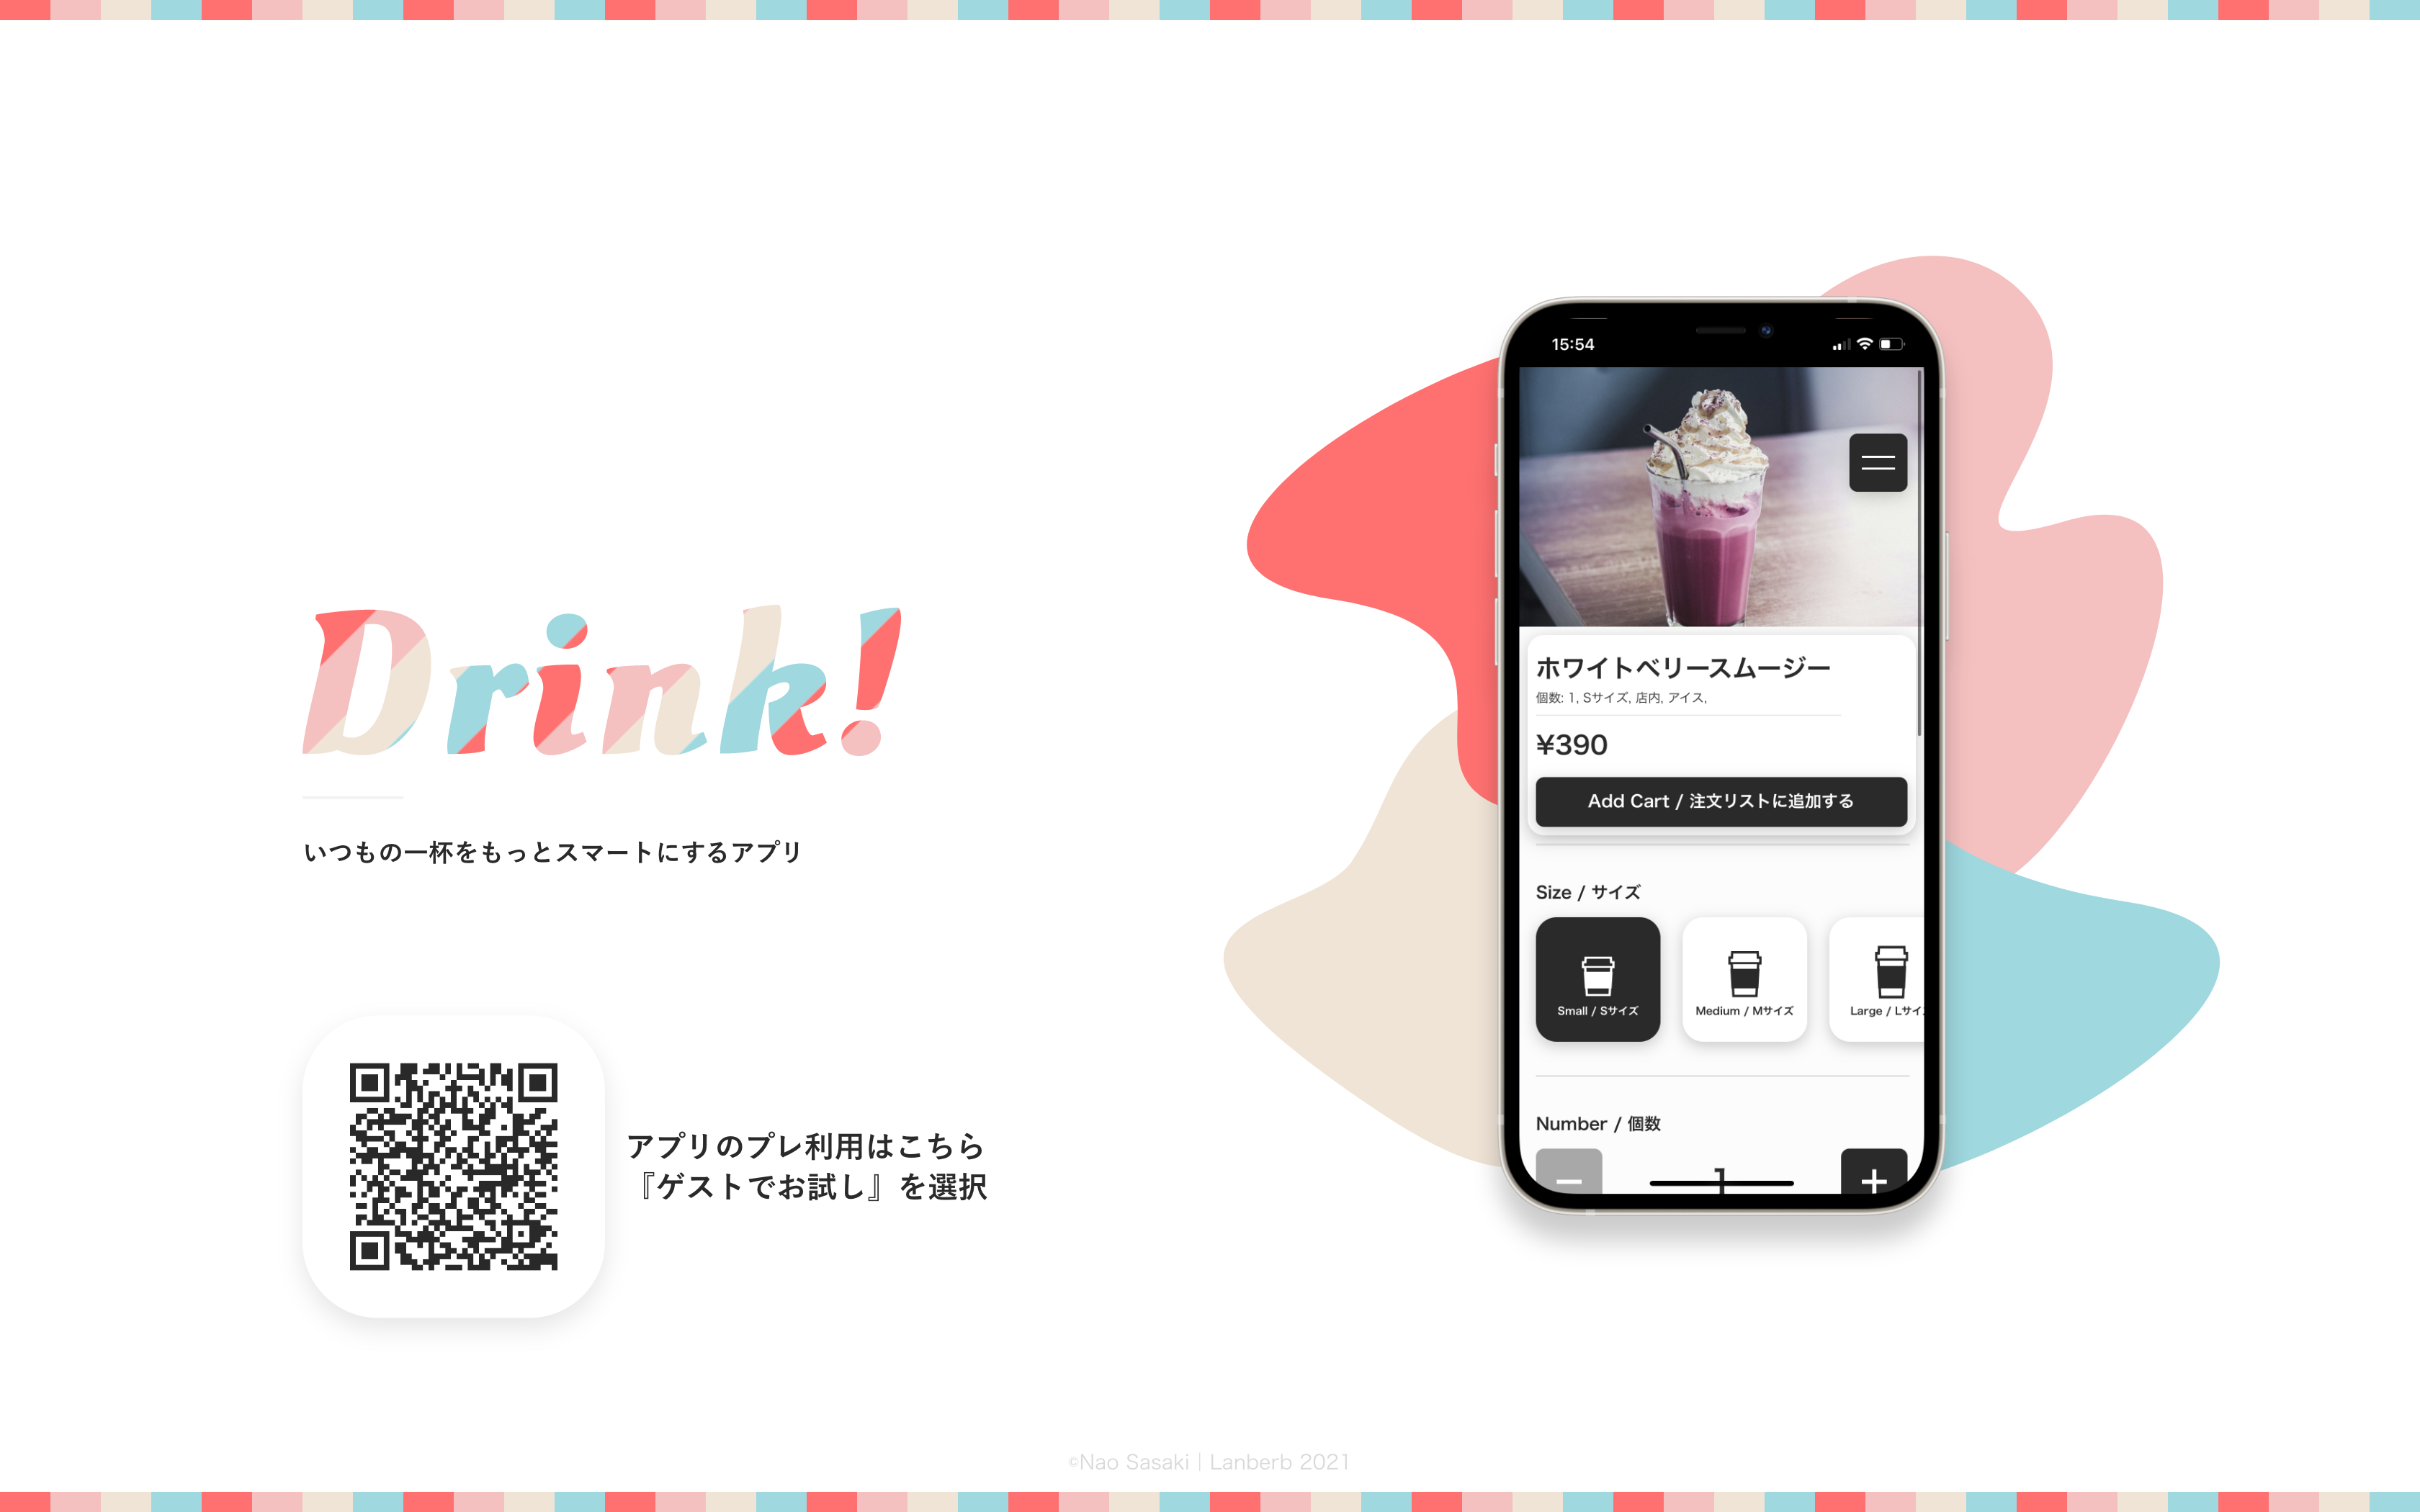 Drink!
いつもの一杯をもっとスマートにするアプリ
アプリのプレ利用はこちら
『ゲストでお試し』を選択
15:54
ホワイトベリースムージー
個数: 1, Sサイズ, 店内, アイス,
¥390
Add Cart / 注文リストに追加する
Size / サイズ
Small / Sサイズ
Medium / Mサイズ
Large / Lサイ
Number / 個数
1
©Nao Sasaki | Lanberb 2021